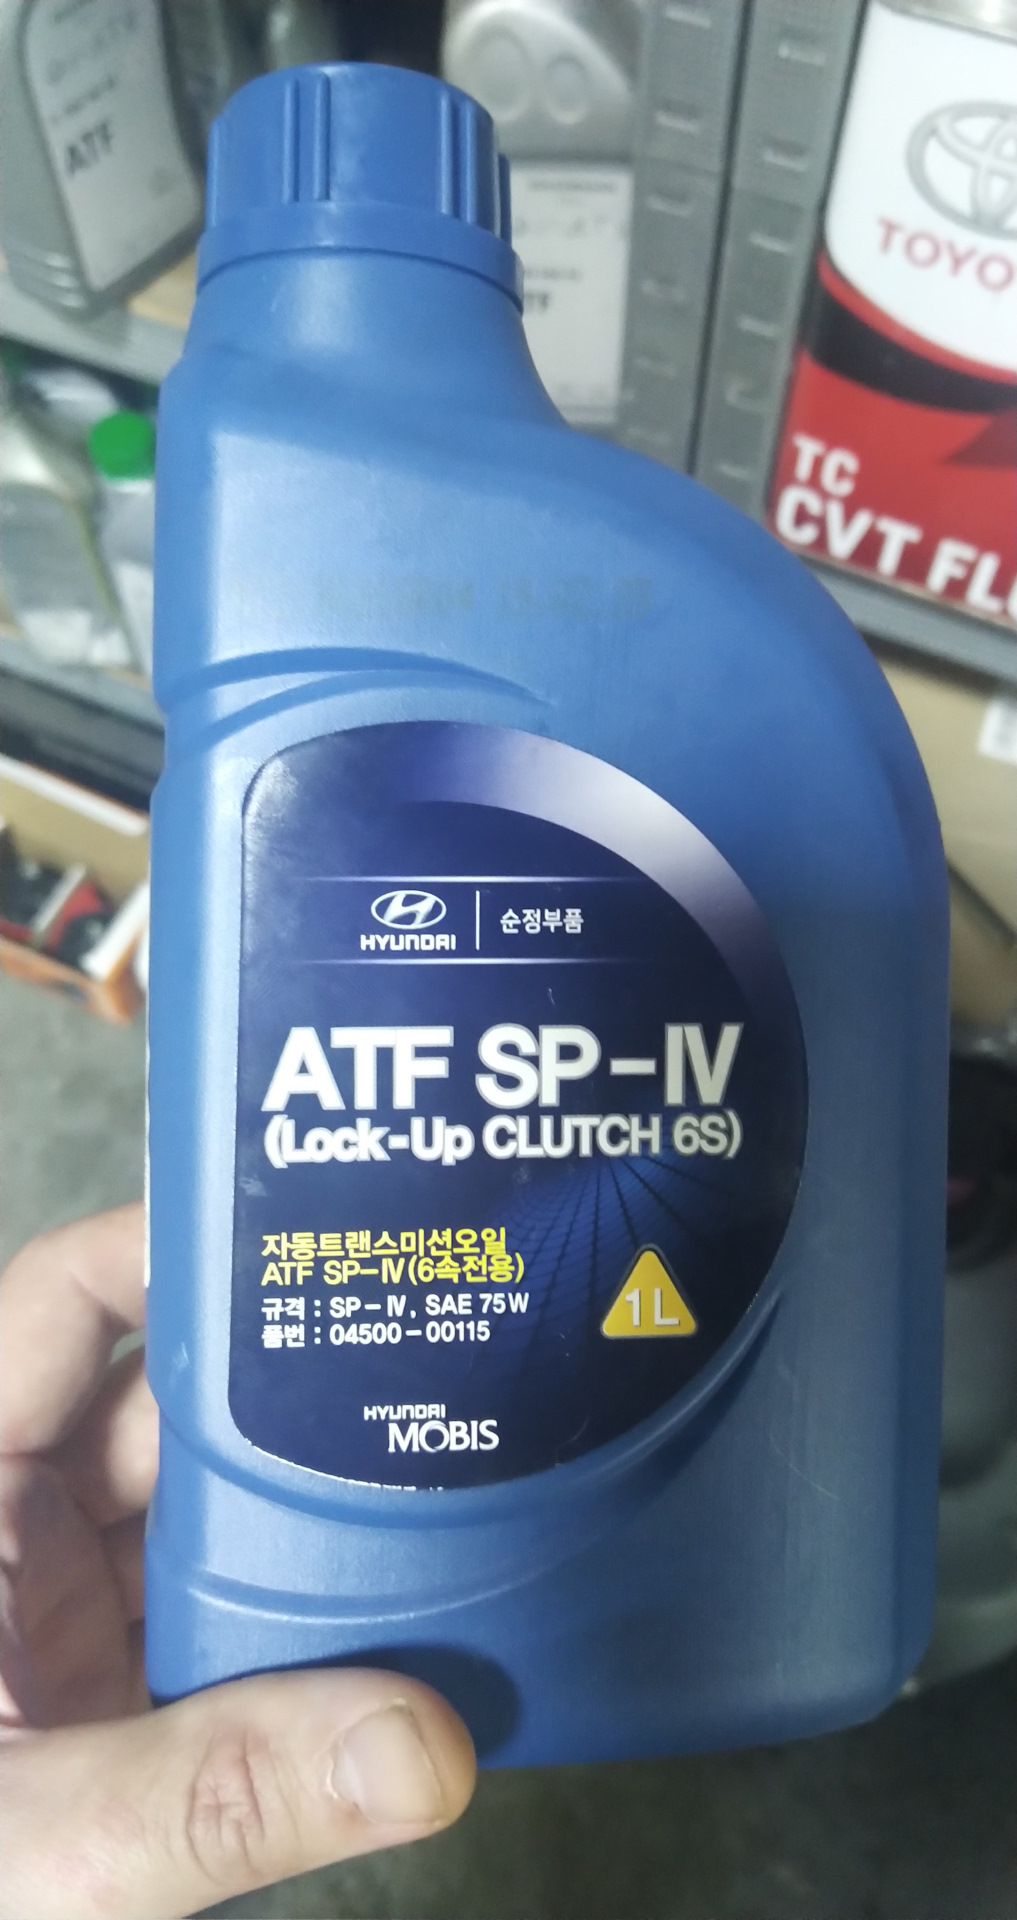 ATF
TOYO
TC
CVT FL
HYUNDAI
순정부품
ATF SP-IV
(Lock-Up CLUTCH 6S)
자동트랜스미션오일
ATF SP-IV(6속전용)
규격 : SP-IV, SAE 75W
품번 : 04500-00115
1L
HYUNDAI
MOBIS